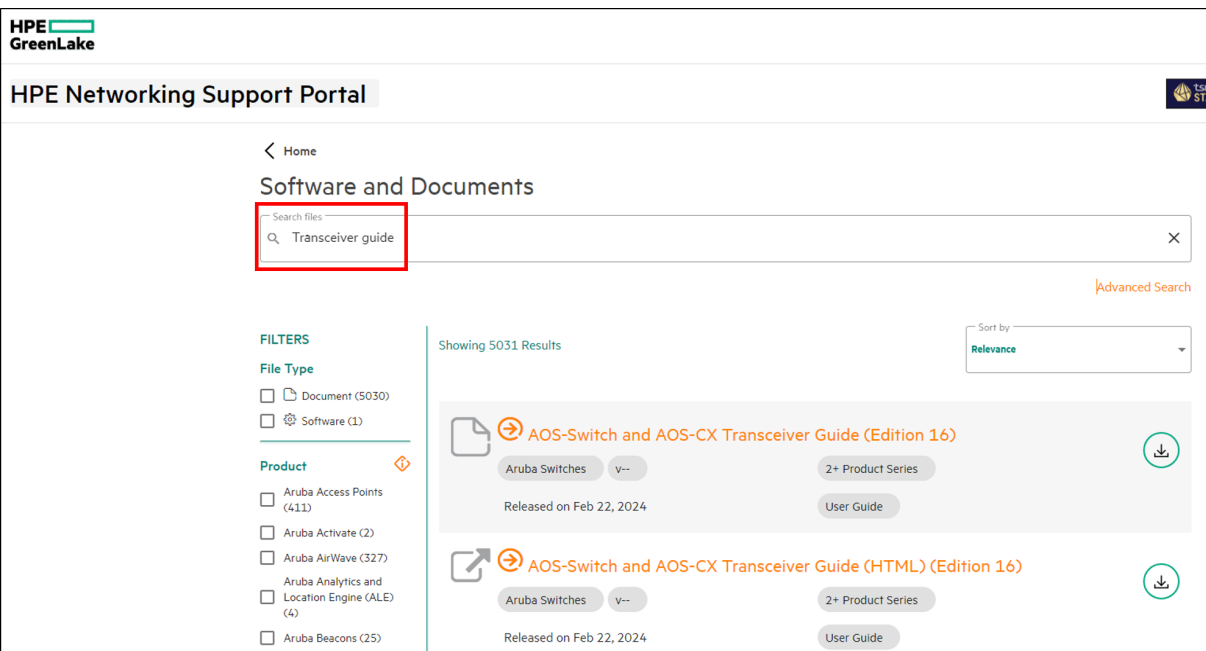 HPE
GreenLake
HPE Networking Support Portal
Home
Software and Documents
Search files
Transceiver guide
Advanced Search
FILTERS
File Type
Document (5030)
Software (1)
Product
Aruba Access Points
(411)
Aruba Activate (2)
Aruba AirWave (327)
Aruba Analytics and
Location Engine (ALE)
(4)
Aruba Beacons (25)
Showing 5031 Results
Sort by
Relevance
AOS-Switch and AOS-CX Transceiver Guide (Edition 16)
Aruba Switches v-- 2+ Product Series
Released on Feb 22, 2024 User Guide
AOS-Switch and AOS-CX Transceiver Guide (HTML) (Edition 16)
Aruba Switches v-- 2+ Product Series
Released on Feb 22, 2024 User Guide